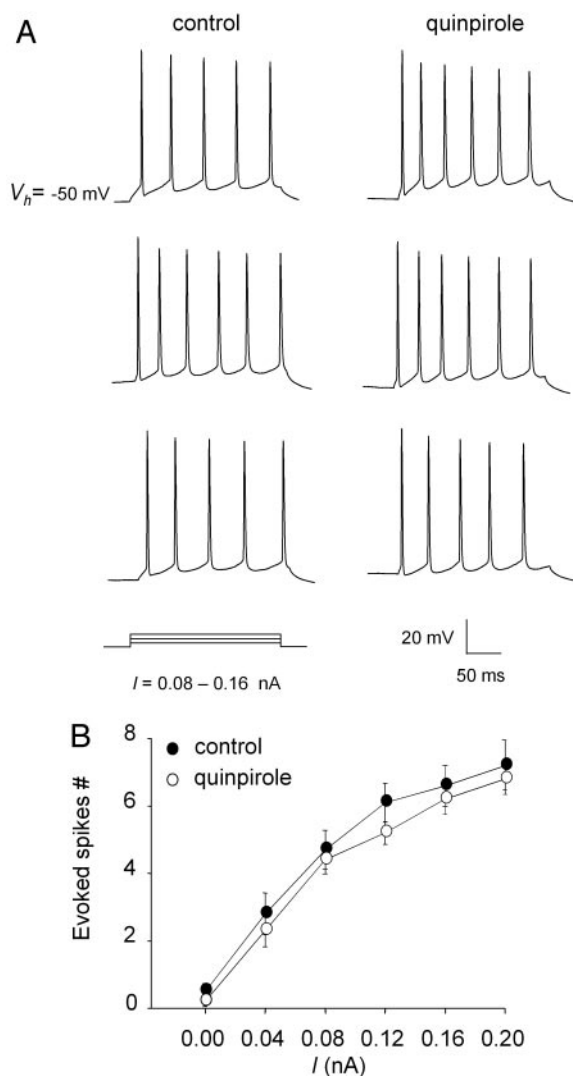 A
control quinpirole
Vh= -50 mV
20 mV
50 ms
I = 0.08 – 0.16 nA
B
control
quinpirole
Evoked spikes #
8
6
4
2
0
0.00 0.04 0.08 0.12 0.16 0.20
I (nA)